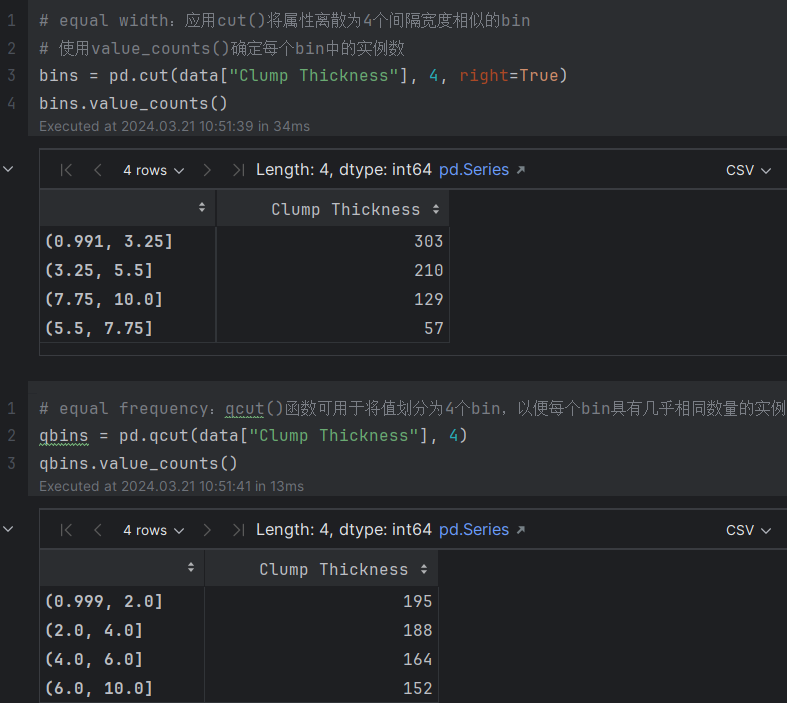 1 # equal width：应用cut()将属性离散为4个间隔宽度相似的bin
2 # 使用value_counts()确定每个bin中的实例数
3 bins = pd.cut(data["Clump Thickness"], 4, right=True)
4 bins.value_counts()
Executed at 2024.03.21 10:51:39 in 34ms
4 rows Length: 4, dtype: int64 pd.Series CSV
Clump Thickness
(0.991, 3.25] 303
(3.25, 5.5] 210
(7.75, 10.0] 129
(5.5, 7.75] 57
1 # equal frequency：qcut()函数可用于将值划分为4个bin，以便每个bin具有几乎相同数量的实例
2 qbins = pd.qcut(data["Clump Thickness"], 4)
3 qbins.value_counts()
Executed at 2024.03.21 10:51:41 in 13ms
4 rows Length: 4, dtype: int64 pd.Series CSV
Clump Thickness
(0.999, 2.0] 195
(2.0, 4.0] 188
(4.0, 6.0] 164
(6.0, 10.0] 152